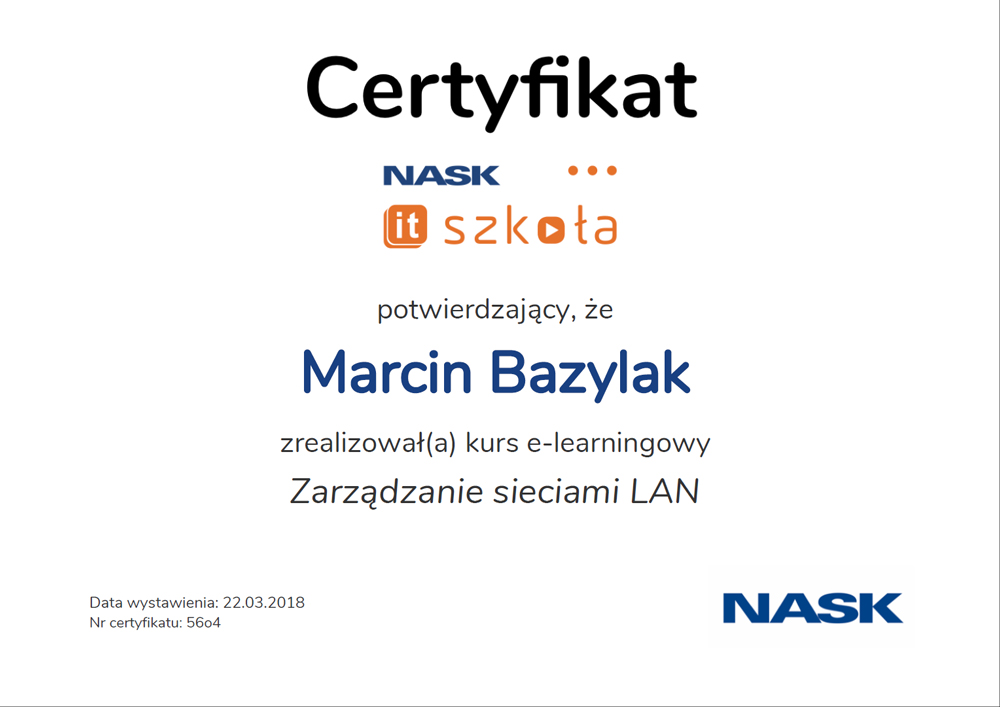 Certyfikat
NASK
it szkoła
potwierdzający, że
Marcin Bazylak
zrealizował(a) kurs e-learningowy
Zarządzanie sieciami LAN
Data wystawienia: 22.03.2018
Nr certyfikatu: 56o4
NASK